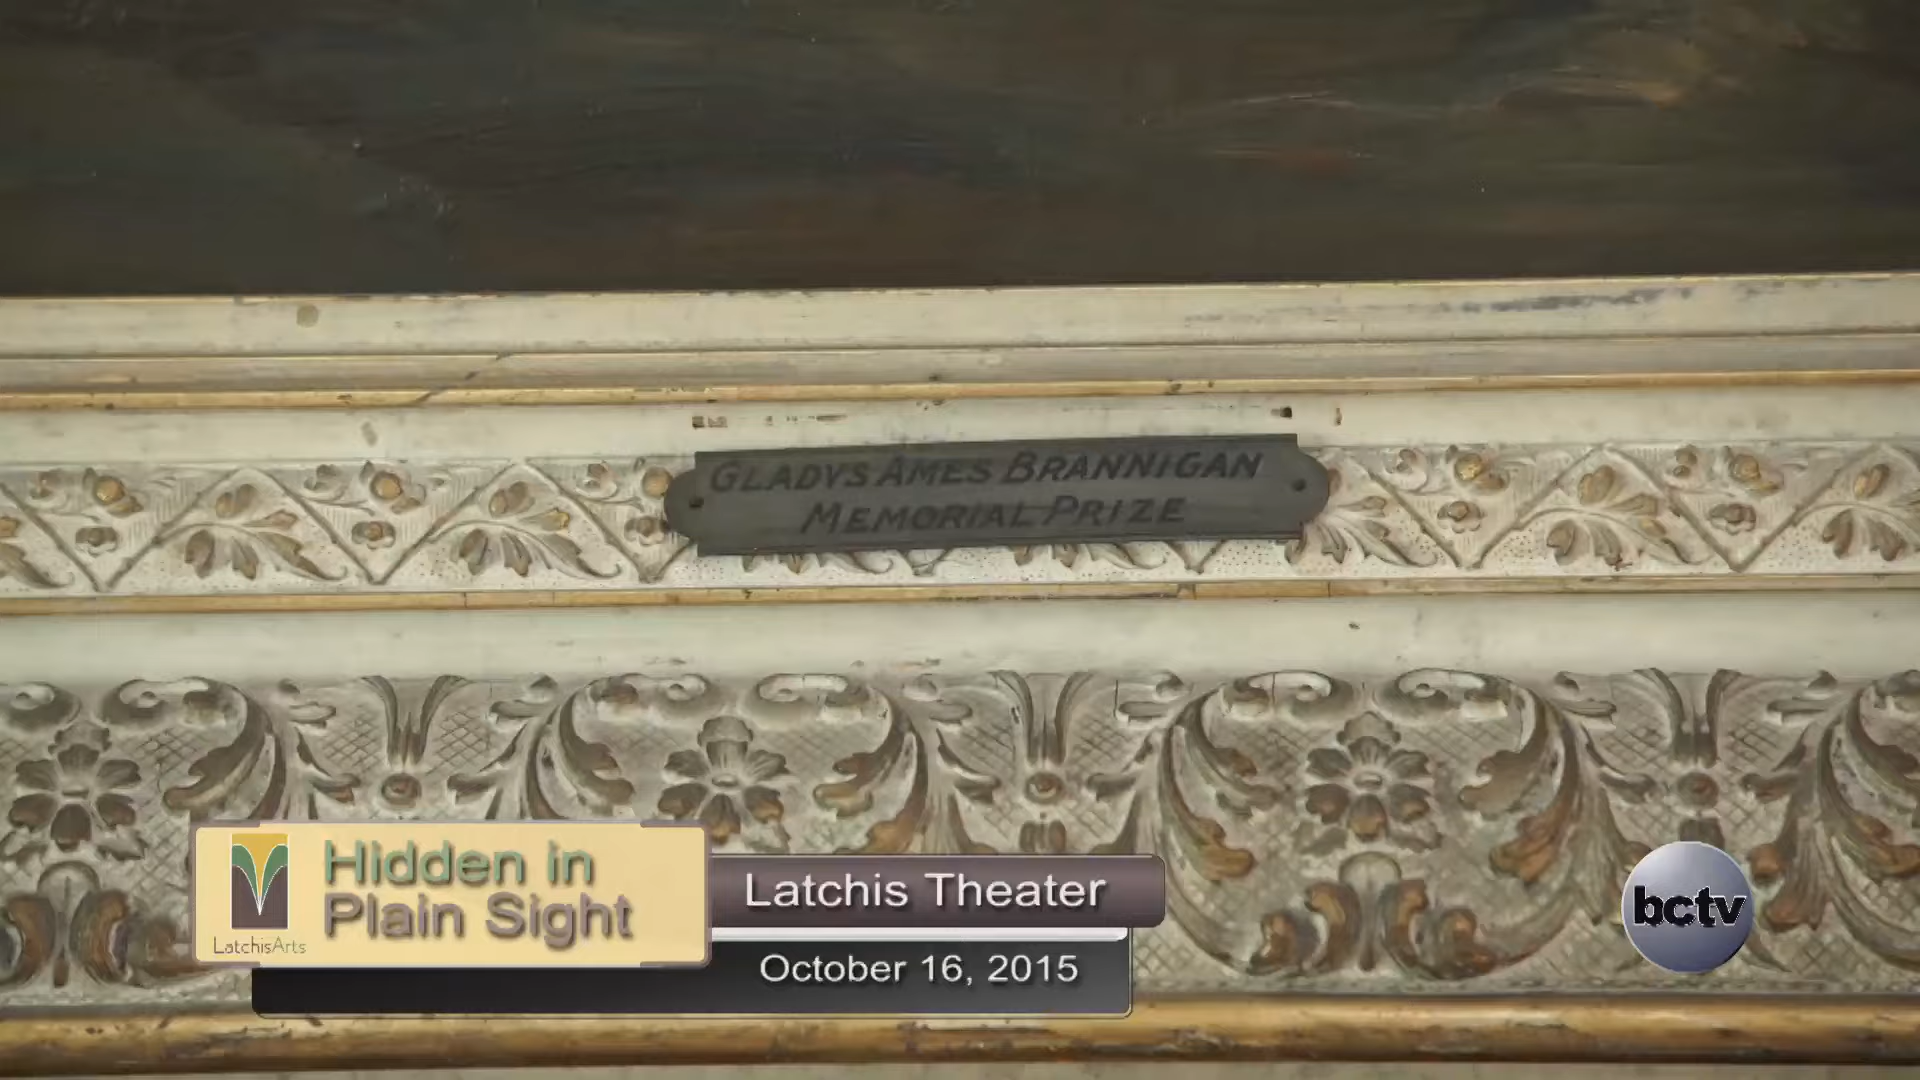 GLADYS AMES BRANNIGAN
MEMORIAL PRIZE
Hidden in
Plain Sight
LatchisArts
Latchis Theater
October 16, 2015
bctv